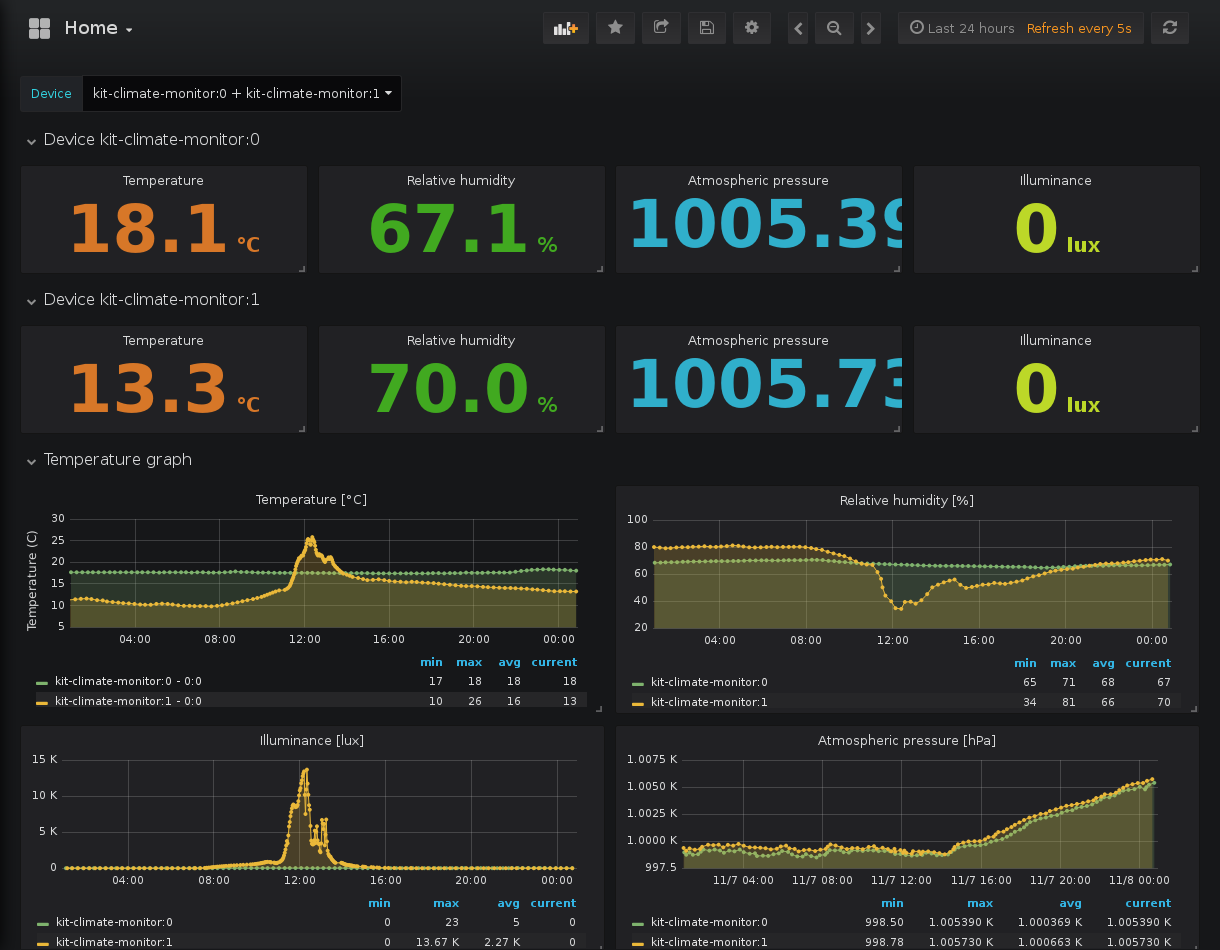 Home
Last 24 hours Refresh every 5s
Device kit-climate-monitor:0 + kit-climate-monitor:1
Device kit-climate-monitor:0
Temperature Relative humidity Atmospheric pressure Illuminance
18.1 °C 67.1 % 1005.39 0 lux
Device kit-climate-monitor:1
Temperature Relative humidity Atmospheric pressure Illuminance
13.3 °C 70.0 % 1005.73 0 lux
Temperature graph
Temperature [°C]
Temperature (C)
30
25
20
15
10
5
04:00 08:00 12:00 16:00 20:00 00:00
min max avg current
kit-climate-monitor:0 - 0:0 17 18 18 18
kit-climate-monitor:1 - 0:0 10 26 16 13
Relative humidity [%]
100
80
60
40
20
04:00 08:00 12:00 16:00 20:00 00:00
min max avg current
kit-climate-monitor:0 65 71 68 67
kit-climate-monitor:1 34 81 66 70
Illuminance [lux]
15 K
10 K
5 K
0
04:00 08:00 12:00 16:00 20:00 00:00
min max avg current
kit-climate-monitor:0 0 23 5 0
kit-climate-monitor:1 0 13.67 K 2.27 K 0
Atmospheric pressure [hPa]
1.0075 K
1.0050 K
1.0025 K
1.0000 K
997.5
11/7 04:00 11/7 08:00 11/7 12:00 11/7 16:00 11/7 20:00 11/8 00:00
min max avg current
kit-climate-monitor:0 998.50 1.005390 K 1.000369 K 1.005390 K
kit-climate-monitor:1 998.78 1.005730 K 1.000663 K 1.005730 K